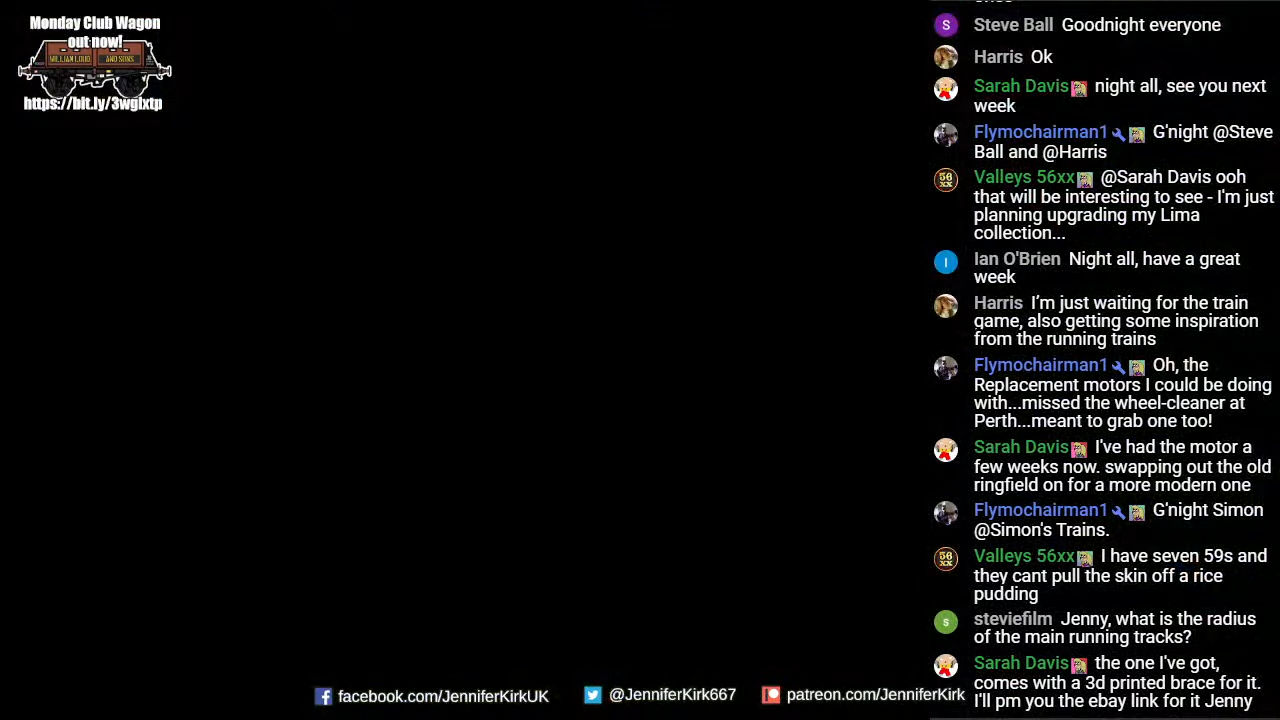 Monday Club Wagon
out now!
WILLIAM LOUD AND SONS
https://bit.ly/3wgixtp
Steve Ball Goodnight everyone
Harris Ok
Sarah Davis night all, see you next
week
Flymochairman1 G'night @Steve
Ball and @Harris
Valleys 56xx @Sarah Davis ooh
that will be interesting to see - I'm just
planning upgrading my Lima
collection...
Ian O'Brien Night all, have a great
week
Harris I'm just waiting for the train
game, also getting some inspiration
from the running trains
Flymochairman1 Oh, the
Replacement motors I could be doing
with...missed the wheel-cleaner at
Perth...meant to grab one too!
Sarah Davis I've had the motor a
few weeks now. swapping out the old
ringfield on for a more modern one
Flymochairman1 G'night Simon
@Simon's Trains.
Valleys 56xx I have seven 59s and
they cant pull the skin off a rice
pudding
steviefilm Jenny, what is the radius
of the main running tracks?
Sarah Davis the one I've got,
comes with a 3d printed brace for it.
I'll pm you the ebay link for it Jenny
facebook.com/JenniferKirkUK @JenniferKirk667 patreon.com/JenniferKirk